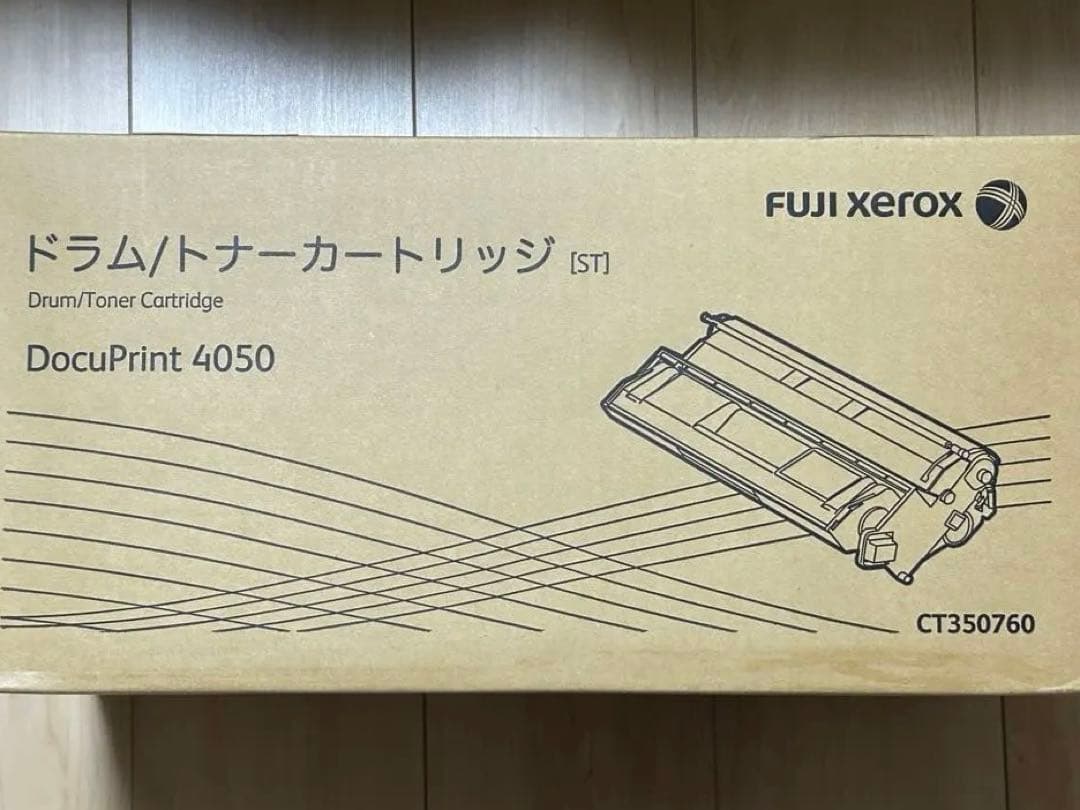 FUJI xerox
ドラム/トナーカートリッジ [ST]
Drum/Toner Cartridge
DocuPrint 4050
CT350760